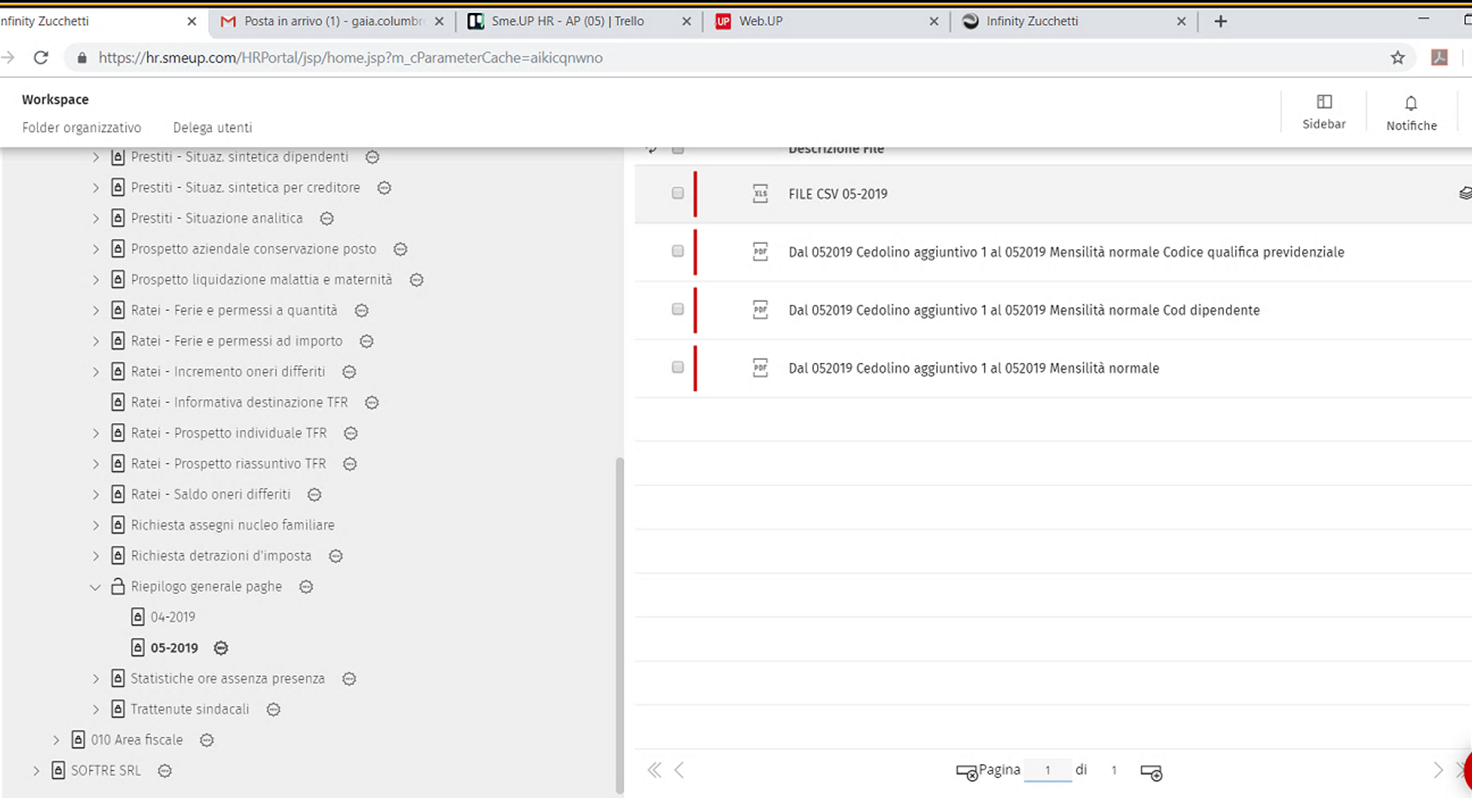 nfinity Zucchetti
Posta in arrivo (1) - gaia.columbr
Sme.UP HR - AP (05) | Trello
UP Web.UP
Infinity Zucchetti
https://hr.smeup.com/HRPortal/jsp/home.jsp?m_cParameterCache=aikicqnwno
Workspace
Folder organizzativo
Delega utenti
Sidebar
Notifiche
Prestiti - Situaz. sintetica dipendenti
Prestiti - Situaz. sintetica per creditore
Prestiti - Situazione analitica
Prospetto aziendale conservazione posto
Prospetto liquidazione malattia e maternità
Ratei - Ferie e permessi a quantità
Ratei - Ferie e permessi ad importo
Ratei - Incremento oneri differiti
Ratei - Informativa destinazione TFR
Ratei - Prospetto individuale TFR
Ratei - Prospetto riassuntivo TFR
Ratei - Saldo oneri differiti
Richiesta assegni nucleo familiare
Richiesta detrazioni d'imposta
Riepilogo generale paghe
04-2019
05-2019
Statistiche ore assenza presenza
Trattenute sindacali
010 Area fiscale
SOFTRE SRL
Descrizione File
XLS FILE CSV 05-2019
PDF Dal 052019 Cedolino aggiuntivo 1 al 052019 Mensilità normale Codice qualifica previdenziale
PDF Dal 052019 Cedolino aggiuntivo 1 al 052019 Mensilità normale Cod dipendente
PDF Dal 052019 Cedolino aggiuntivo 1 al 052019 Mensilità normale
Pagina 1 di 1